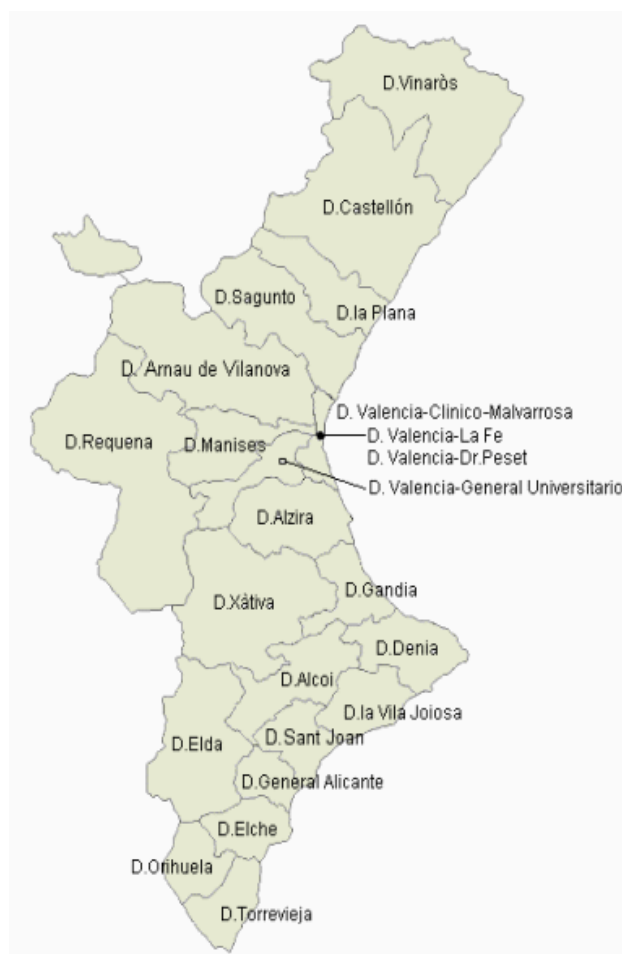 D.Vinaròs
D.Castellón
D.Sagunto
D.la Plana
D. Arnau de Vilanova
D. Valencia-Clinico-Malvarrosa
D.Requena
D.Manises
D. Valencia-La Fe
D. Valencia-Dr.Peset
D. Valencia-General Universitario
D.Alzira
D.Xàtiva
D.Gandia
D.Denia
D.Alcoi
D.la Vila Joiosa
D.Elda
D.Sant Joan
D.General Alicante
D.Elche
D.Orihuela
D.Torrevieja